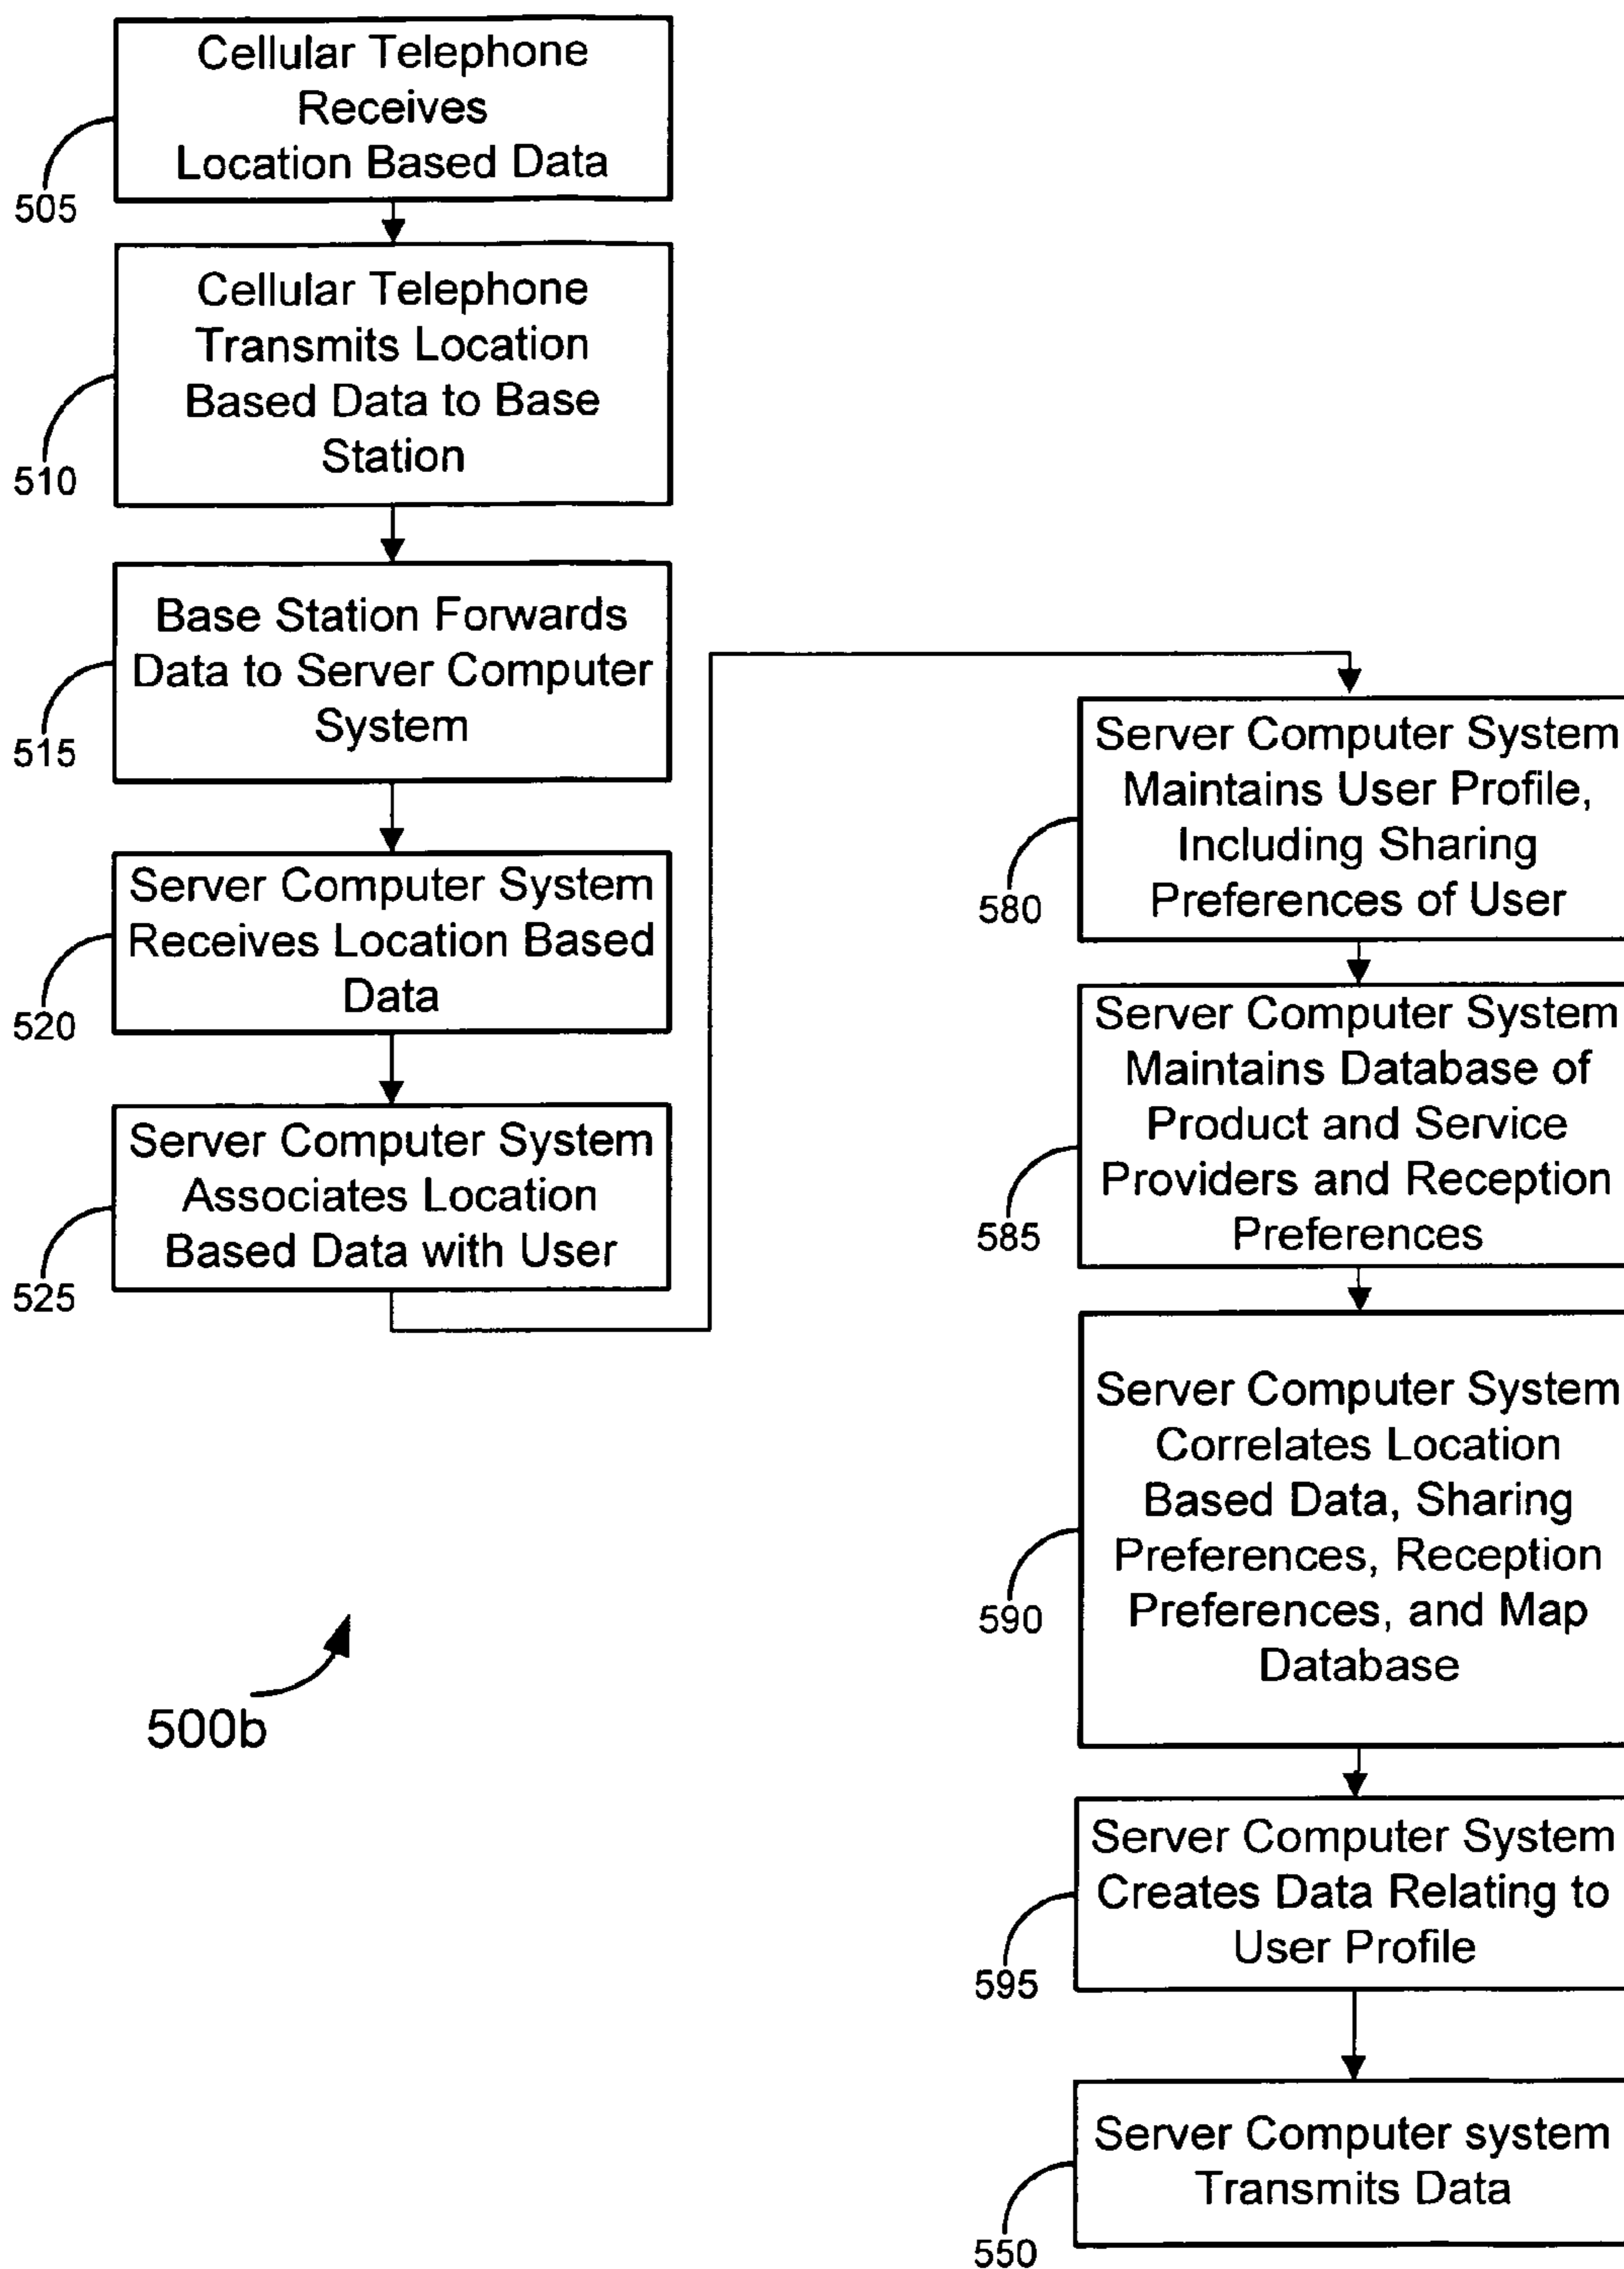 Cellular Telephone
Receives
Location Based Data
505
Cellular Telephone
Transmits Location
Based Data to Base
Station
510
Base Station Forwards
Data to Server Computer
System
515
Server Computer System
Receives Location Based
Data
520
Server Computer System
Associates Location
Based Data with User
525
500b
Server Computer System
Maintains User Profile,
Including Sharing
Preferences of User
580
Server Computer System
Maintains Database of
Product and Service
Providers and Reception
Preferences
585
Server Computer System
Correlates Location
Based Data, Sharing
Preferences, Reception
Preferences, and Map
Database
590
Server Computer System
Creates Data Relating to
User Profile
595
Server Computer system
Transmits Data
550